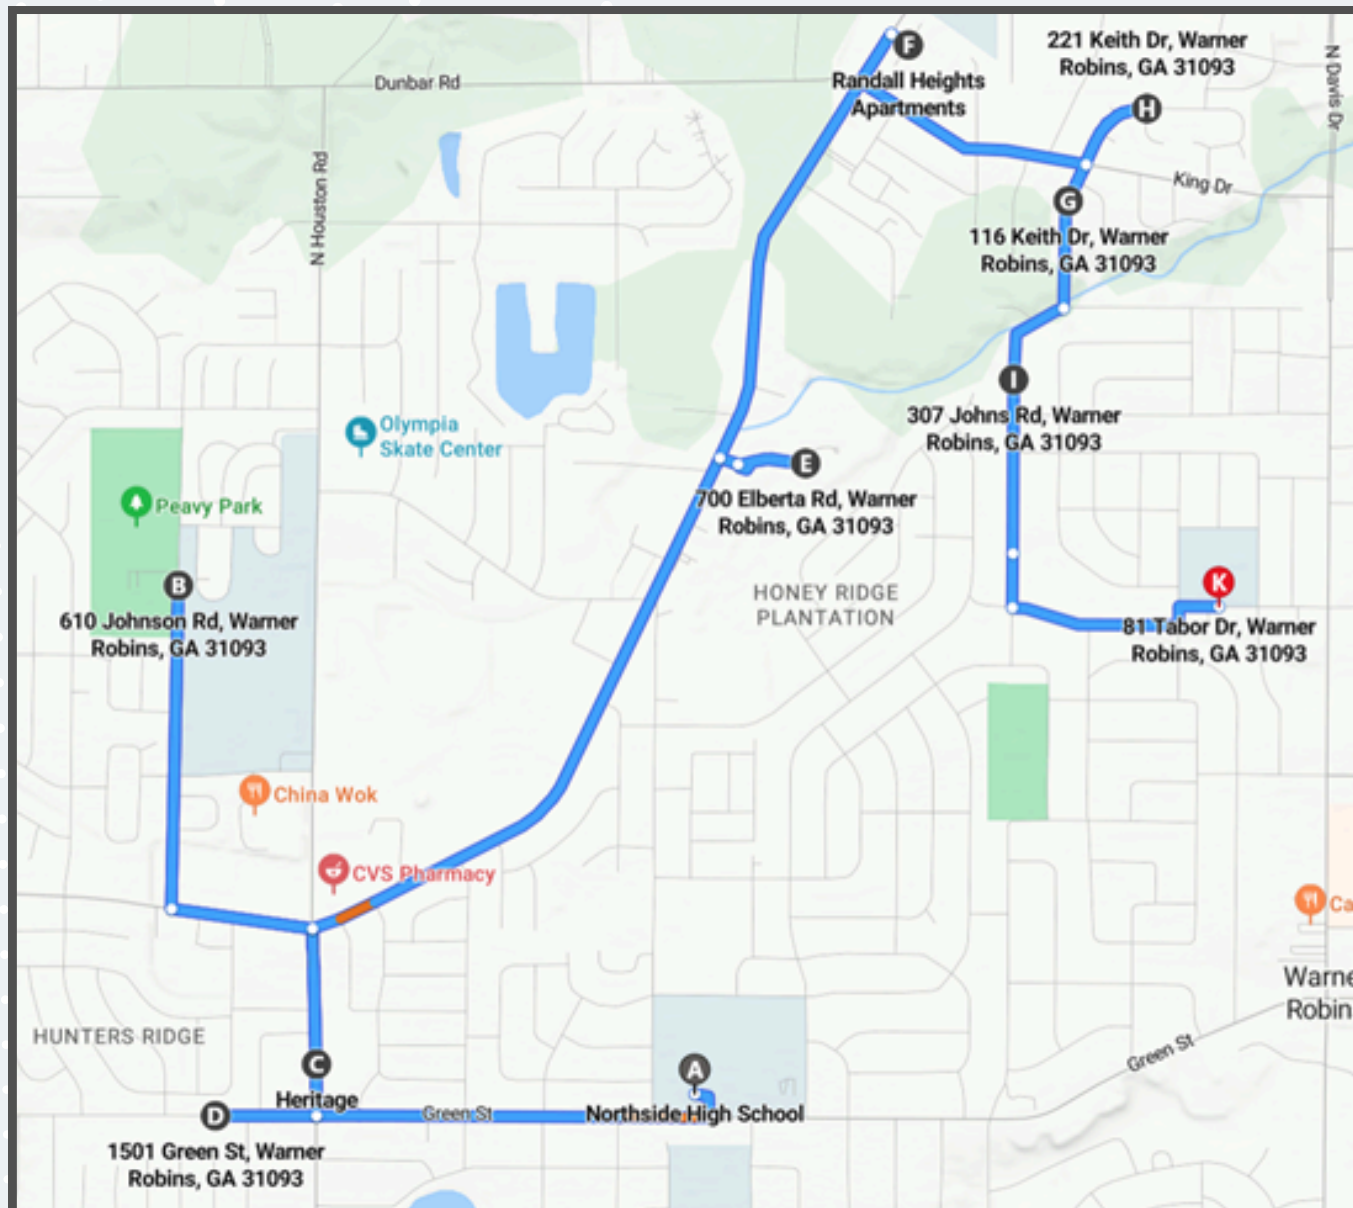 F
221 Keith Dr, Warner
Robins, GA 31093
N Davis Dr
Dunbar Rd
Randall Heights
Apartments
H
King Dr
N Houston Rd
G
116 Keith Dr, Warner
Robins, GA 31093
I
307 Johns Rd, Warner
Robins, GA 31093
Olympia
Skate Center
E
700 Elberta Rd, Warner
Robins, GA 31093
Peavy Park
B
610 Johnson Rd, Warner
Robins, GA 31093
HONEY RIDGE
PLANTATION
K
81 Tabor Dr, Warner
Robins, GA 31093
China Wok
CVS Pharmacy
Ca
Warne
Robin
HUNTERS RIDGE
Green St
C
A
Heritage
D
Green St
Northside High School
1501 Green St, Warner
Robins, GA 31093